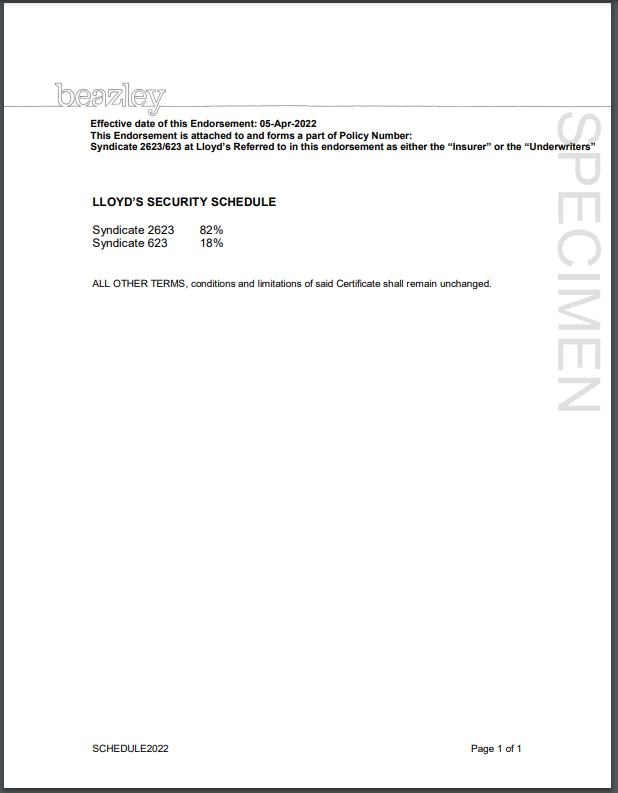 beazley
Effective date of this Endorsement: 05-Apr-2022
This Endorsement is attached to and forms a part of Policy Number:
Syndicate 2623/623 at Lloyd's Referred to in this endorsement as either the “Insurer” or the “Underwriters”
LLOYD'S SECURITY SCHEDULE
Syndicate 2623 82%
Syndicate 623 18%
ALL OTHER TERMS, conditions and limitations of said Certificate shall remain unchanged.
SPECIMEN
SCHEDULE2022
Page 1 of 1